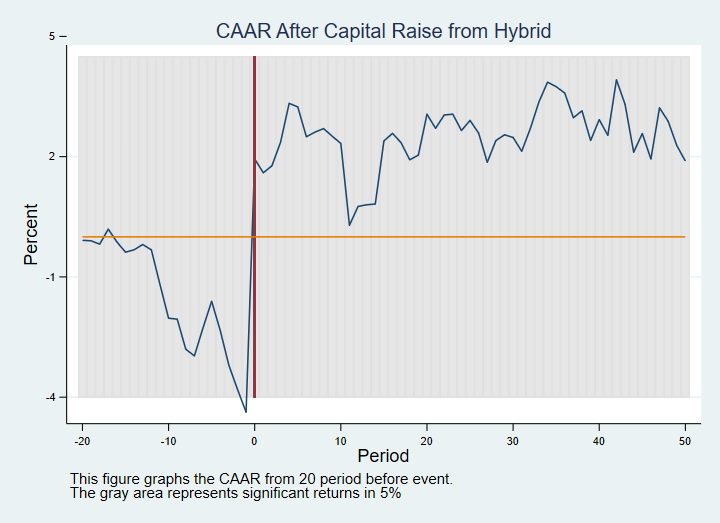 CAAR After Capital Raise from Hybrid
5
2
-1
-4
Percent
-20 -10 0 10 20 30 40 50
Period
This figure graphs the CAAR from 20 period before event.
The gray area represents significant returns in 5%